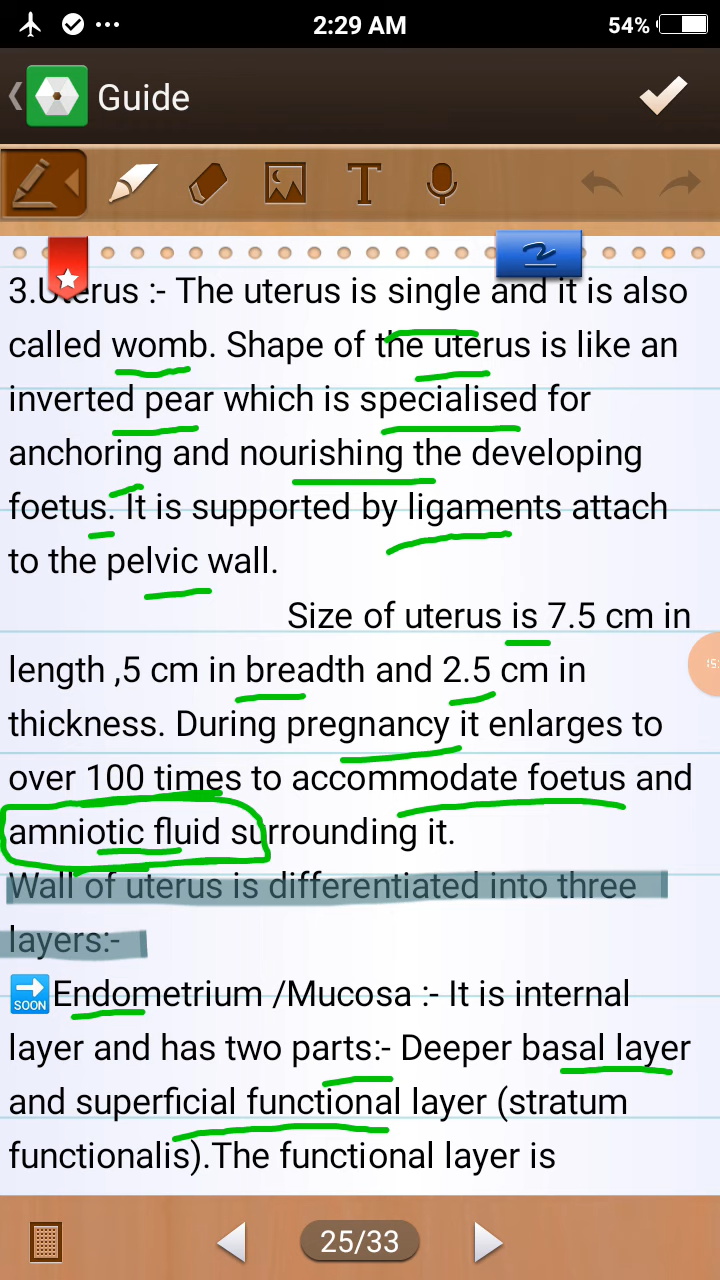 2:29 AM
54%
Guide
T
3.Uterus :- The uterus is single and it is also
called womb. Shape of the uterus is like an
inverted pear which is specialised for
anchoring and nourishing the developing
foetus. It is supported by ligaments attach
to the pelvic wall.
Size of uterus is 7.5 cm in
length ,5 cm in breadth and 2.5 cm in
thickness. During pregnancy it enlarges to
over 100 times to accommodate foetus and
amniotic fluid surrounding it.
Wall of uterus is differentiated into three
layers:-
SOON Endometrium /Mucosa :- It is internal
layer and has two parts:- Deeper basal layer
and superficial functional layer (stratum
functionalis).The functional layer is
25/33